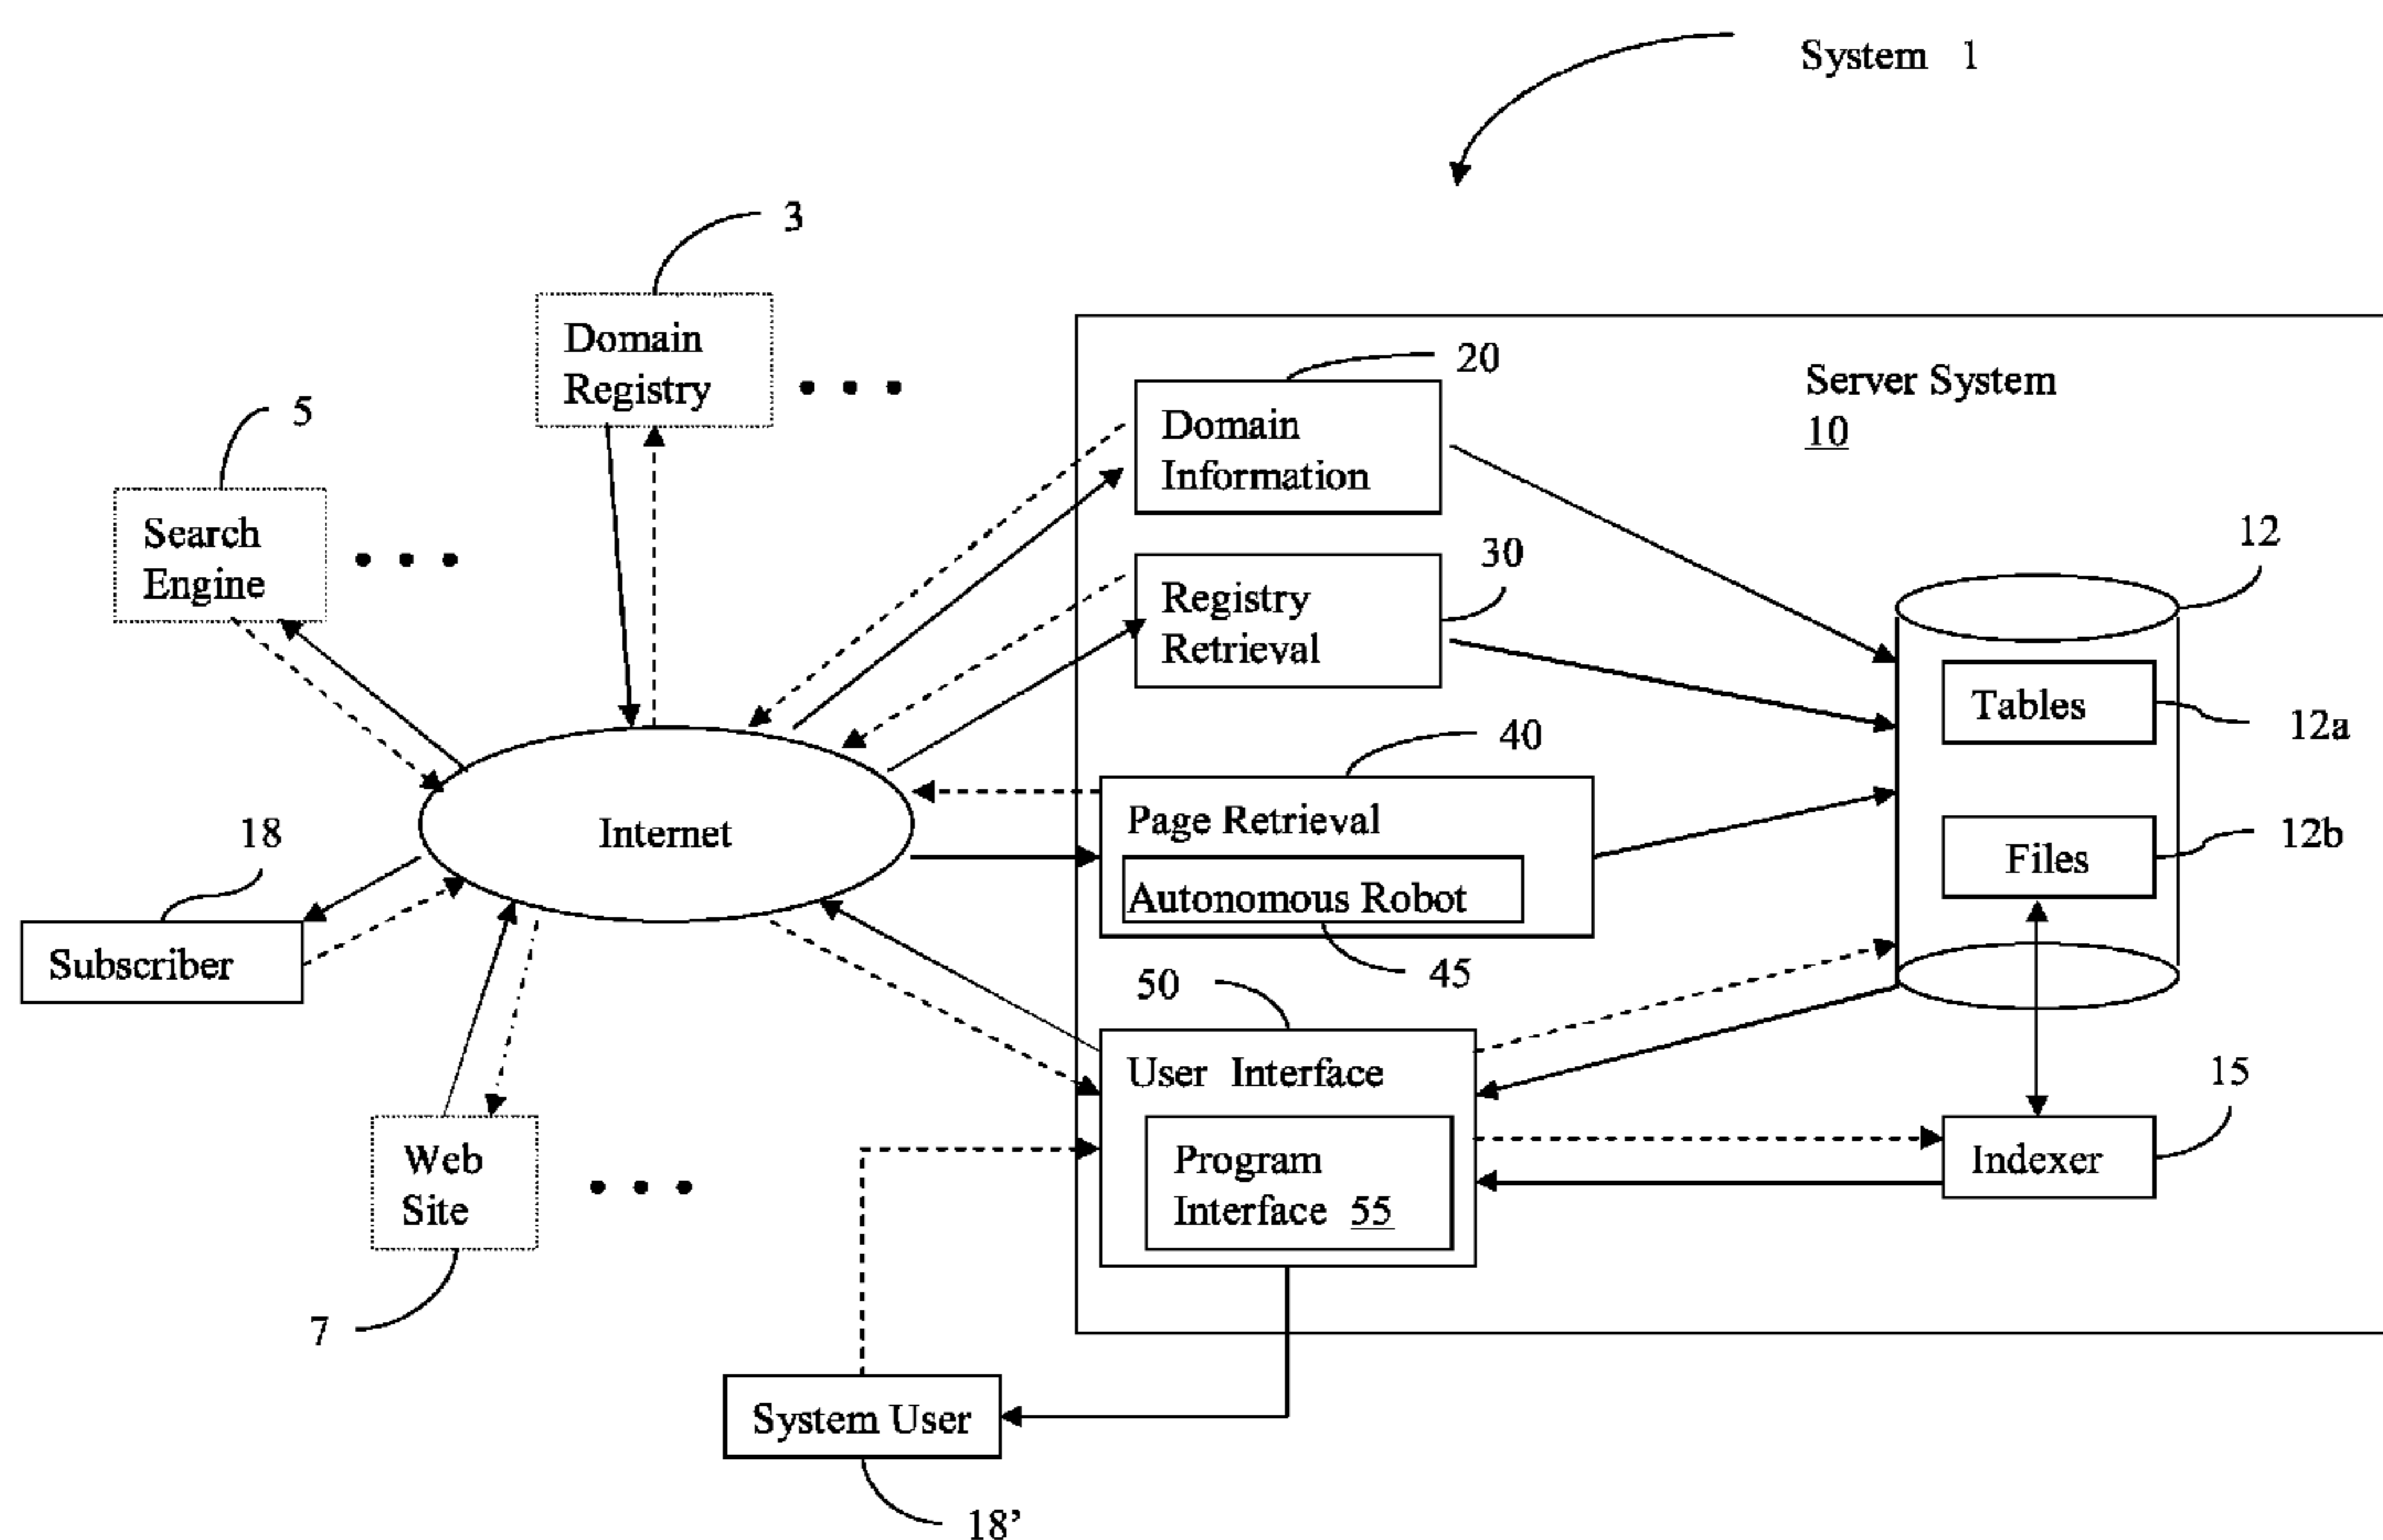 System 1
3
Domain
Registry
5
Search
Engine
20
Domain
Information
Server System
10
30
Registry
Retrieval
12
Tables
12a
40
Page Retrieval
Autonomous Robot
45
Files
12b
Internet
18
Subscriber
50
User Interface
Program
Interface 55
15
Indexer
Web
Site
7
System User
18’